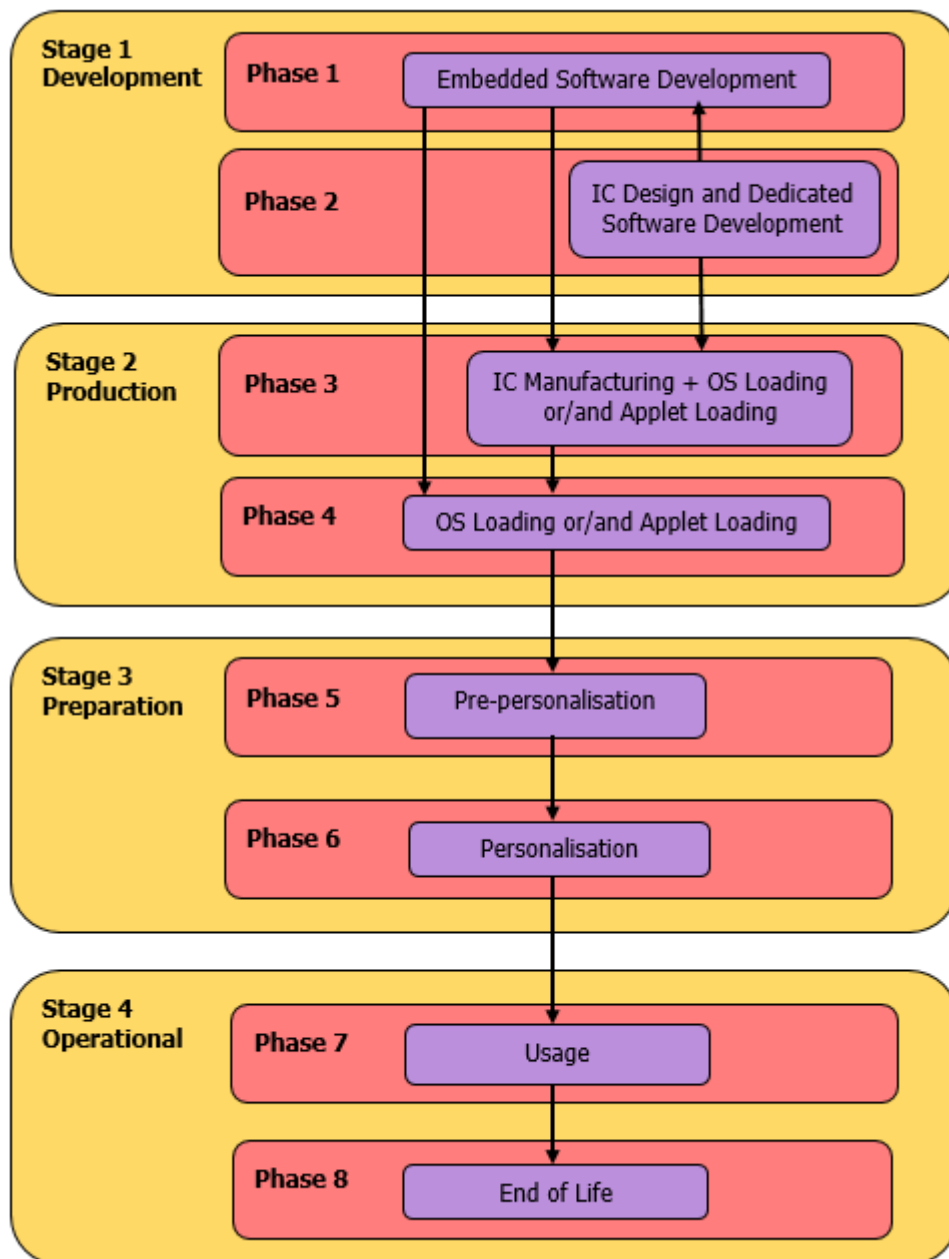 Stage 1
Development
Phase 1
Embedded Software Development
Phase 2
IC Design and Dedicated
Software Development
Stage 2
Production
Phase 3
IC Manufacturing + OS Loading
or/and Applet Loading
Phase 4
OS Loading or/and Applet Loading
Stage 3
Preparation
Phase 5
Pre-personalisation
Phase 6
Personalisation
Stage 4
Operational
Phase 7
Usage
Phase 8
End of Life